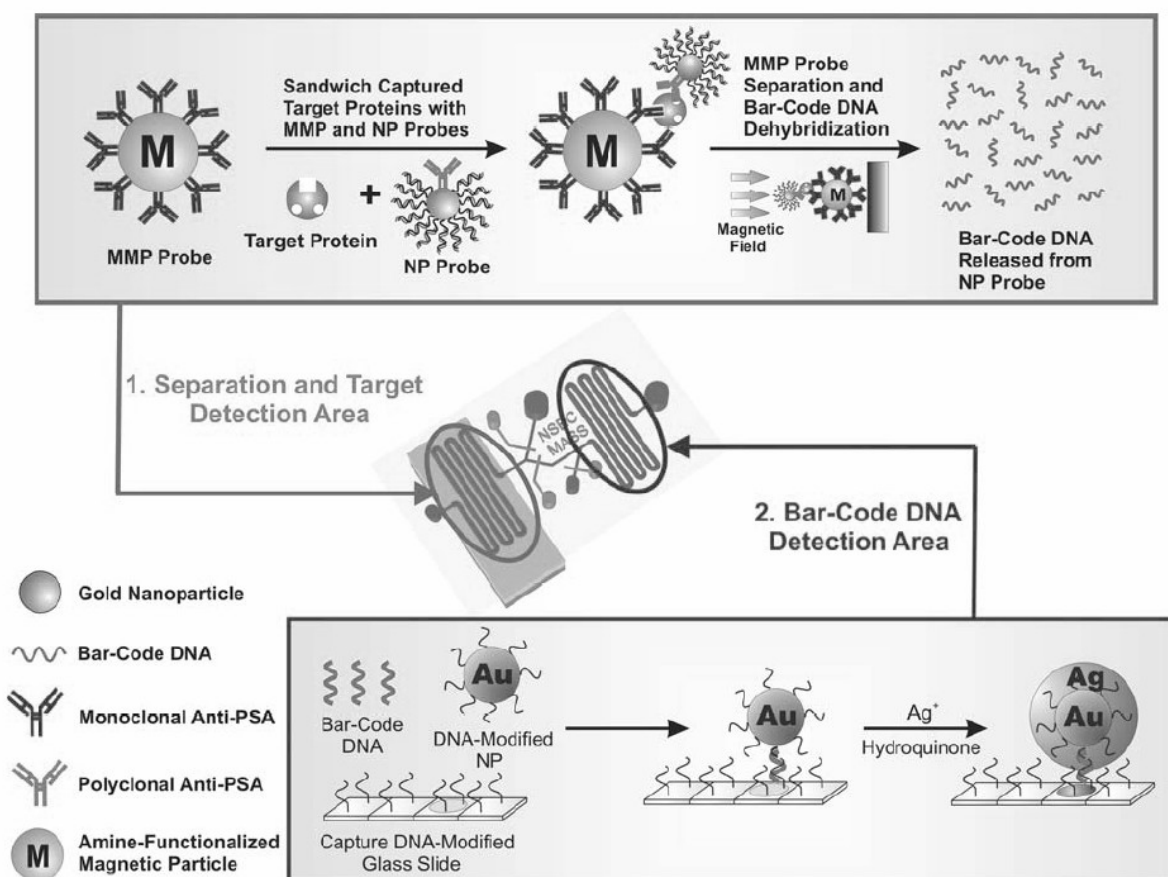 Sandwich Captured
Target Proteins with
MMP and NP Probes
M
MMP Probe
+
Target Protein
NP Probe
M
MMP Probe
Separation and
Bar-Code DNA
Dehybridization
M
Magnetic
Field
Bar-Code DNA
Released from
NP Probe
1. Separation and Target
Detection Area
NSBC
MASS
2. Bar-Code DNA
Detection Area
Gold Nanoparticle
Bar-Code DNA
Monoclonal Anti-PSA
Polyclonal Anti-PSA
M
Amine-Functionalized
Magnetic Particle
Bar-Code
DNA
Au
DNA-Modified
NP
Capture DNA-Modified
Glass Slide
Au
Ag⁺
Hydroquinone
Ag
Au